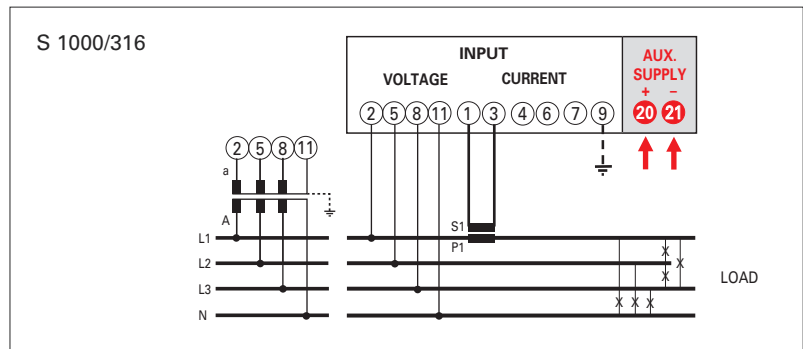 S 1000/316
INPUT
VOLTAGE CURRENT
AUX.
SUPPLY
+ –
2 5 8 11 1 3 4 6 7 9 20 21
2 5 8 11
a
A
S1
P1
L1
L2
L3
N
X
X
X
X X X
LOAD